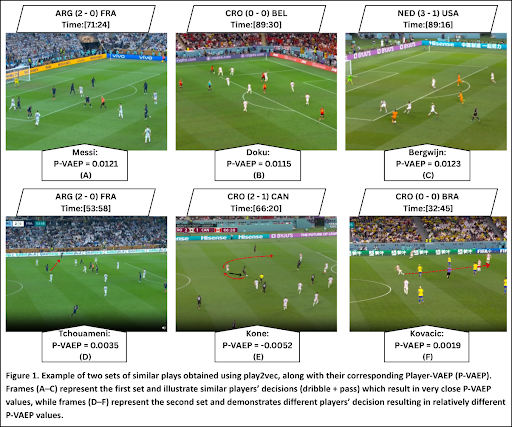 ARG (2 - 0) FRA
Time:[71:24]
CRO (0 - 0) BEL
Time:[89:30]
NED (3 - 1) USA
Time:[89:16]
vivo
vivo
Hisense
Messi:
P-VAEP = 0.0121
(A)
Doku:
P-VAEP = 0.0115
(B)
Bergwijn:
P-VAEP = 0.0123
(C)
ARG (2 - 0) FRA
Time:[53:58]
CRO (2 - 1) CAN
Time:[66:20]
CRO (0 - 0) BRA
Time:[32:45]
Hisense
Tchouameni:
P-VAEP = 0.0035
(D)
Kone:
P-VAEP = -0.0052
(E)
Kovacic:
P-VAEP = 0.0019
(F)
Figure 1. Example of two sets of similar plays obtained using play2vec, along with their corresponding Player-VAEP (P-VAEP).
Frames (A–C) represent the first set and illustrate similar players’ decisions (dribble + pass) which result in very close P-VAEP
values, while frames (D–F) represent the second set and demonstrates different players’ decision resulting in relatively different
P-VAEP values.